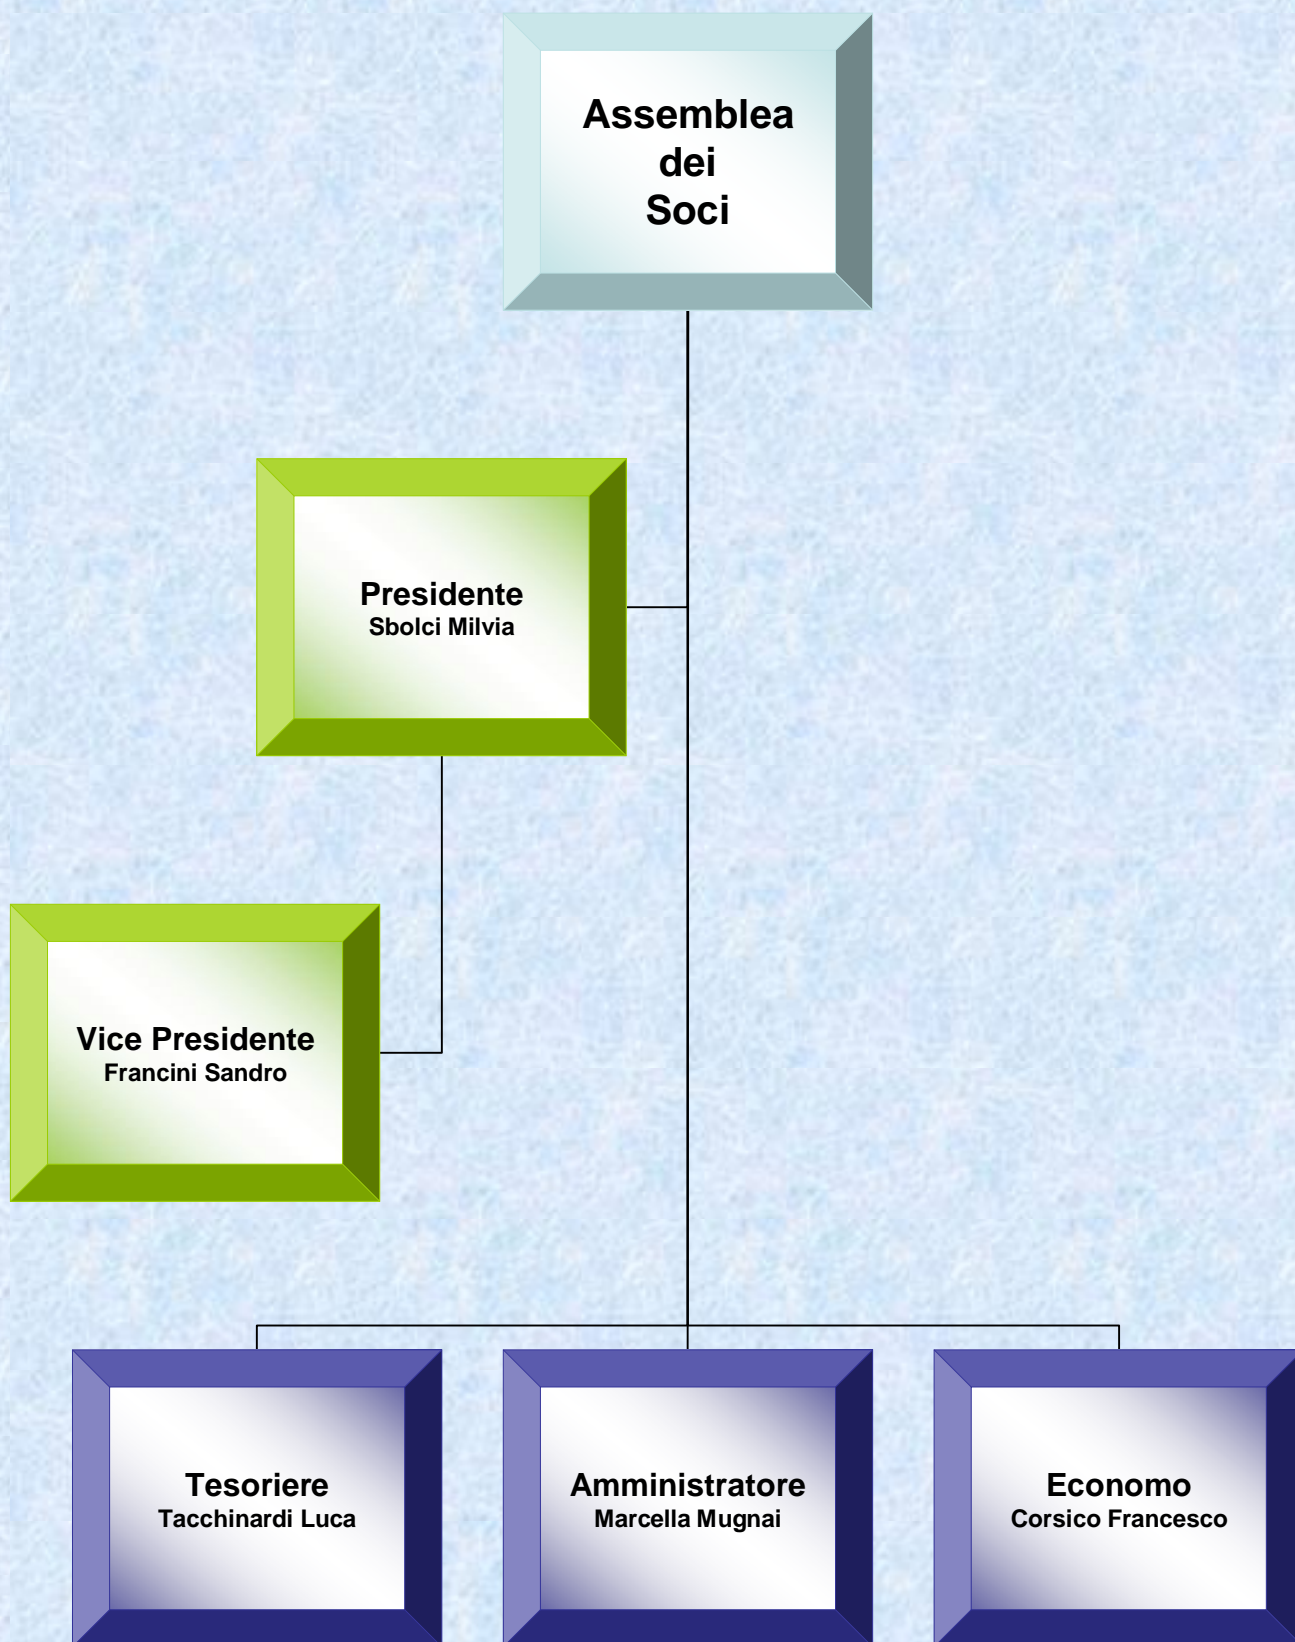 Assemblea
dei
Soci
Presidente
Sbolci Milvia
Vice Presidente
Francini Sandro
Tesoriere
Tacchinardi Luca
Amministratore
Marcella Mugnai
Economo
Corsico Francesco